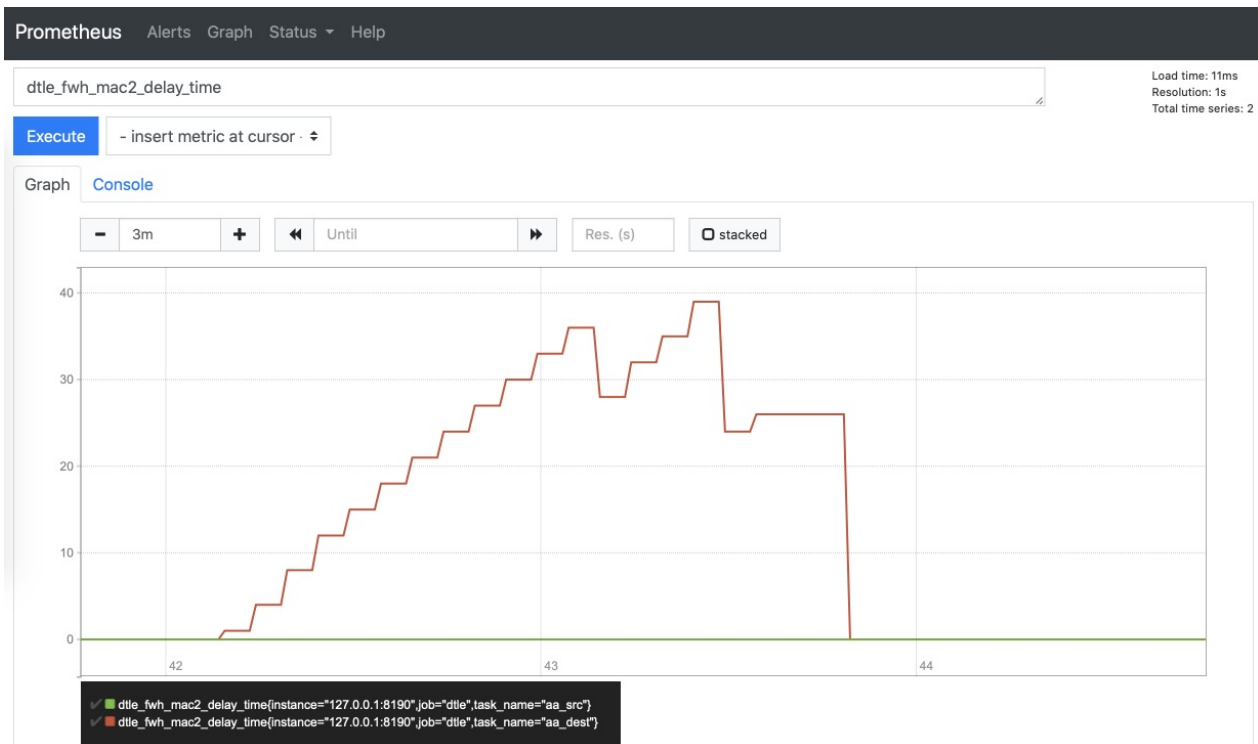 Prometheus Alerts Graph Status Help
dtle_fwh_mac2_delay_time
Load time: 11ms
Resolution: 1s
Total time series: 2
Execute - insert metric at cursor -
Graph Console
3m Until Res. (s) stacked
40
30
20
10
0
42 43 44
dtle_fwh_mac2_delay_time{instance="127.0.0.1:8190",job="dtle",task_name="aa_src"}
dtle_fwh_mac2_delay_time{instance="127.0.0.1:8190",job="dtle",task_name="aa_dest"}